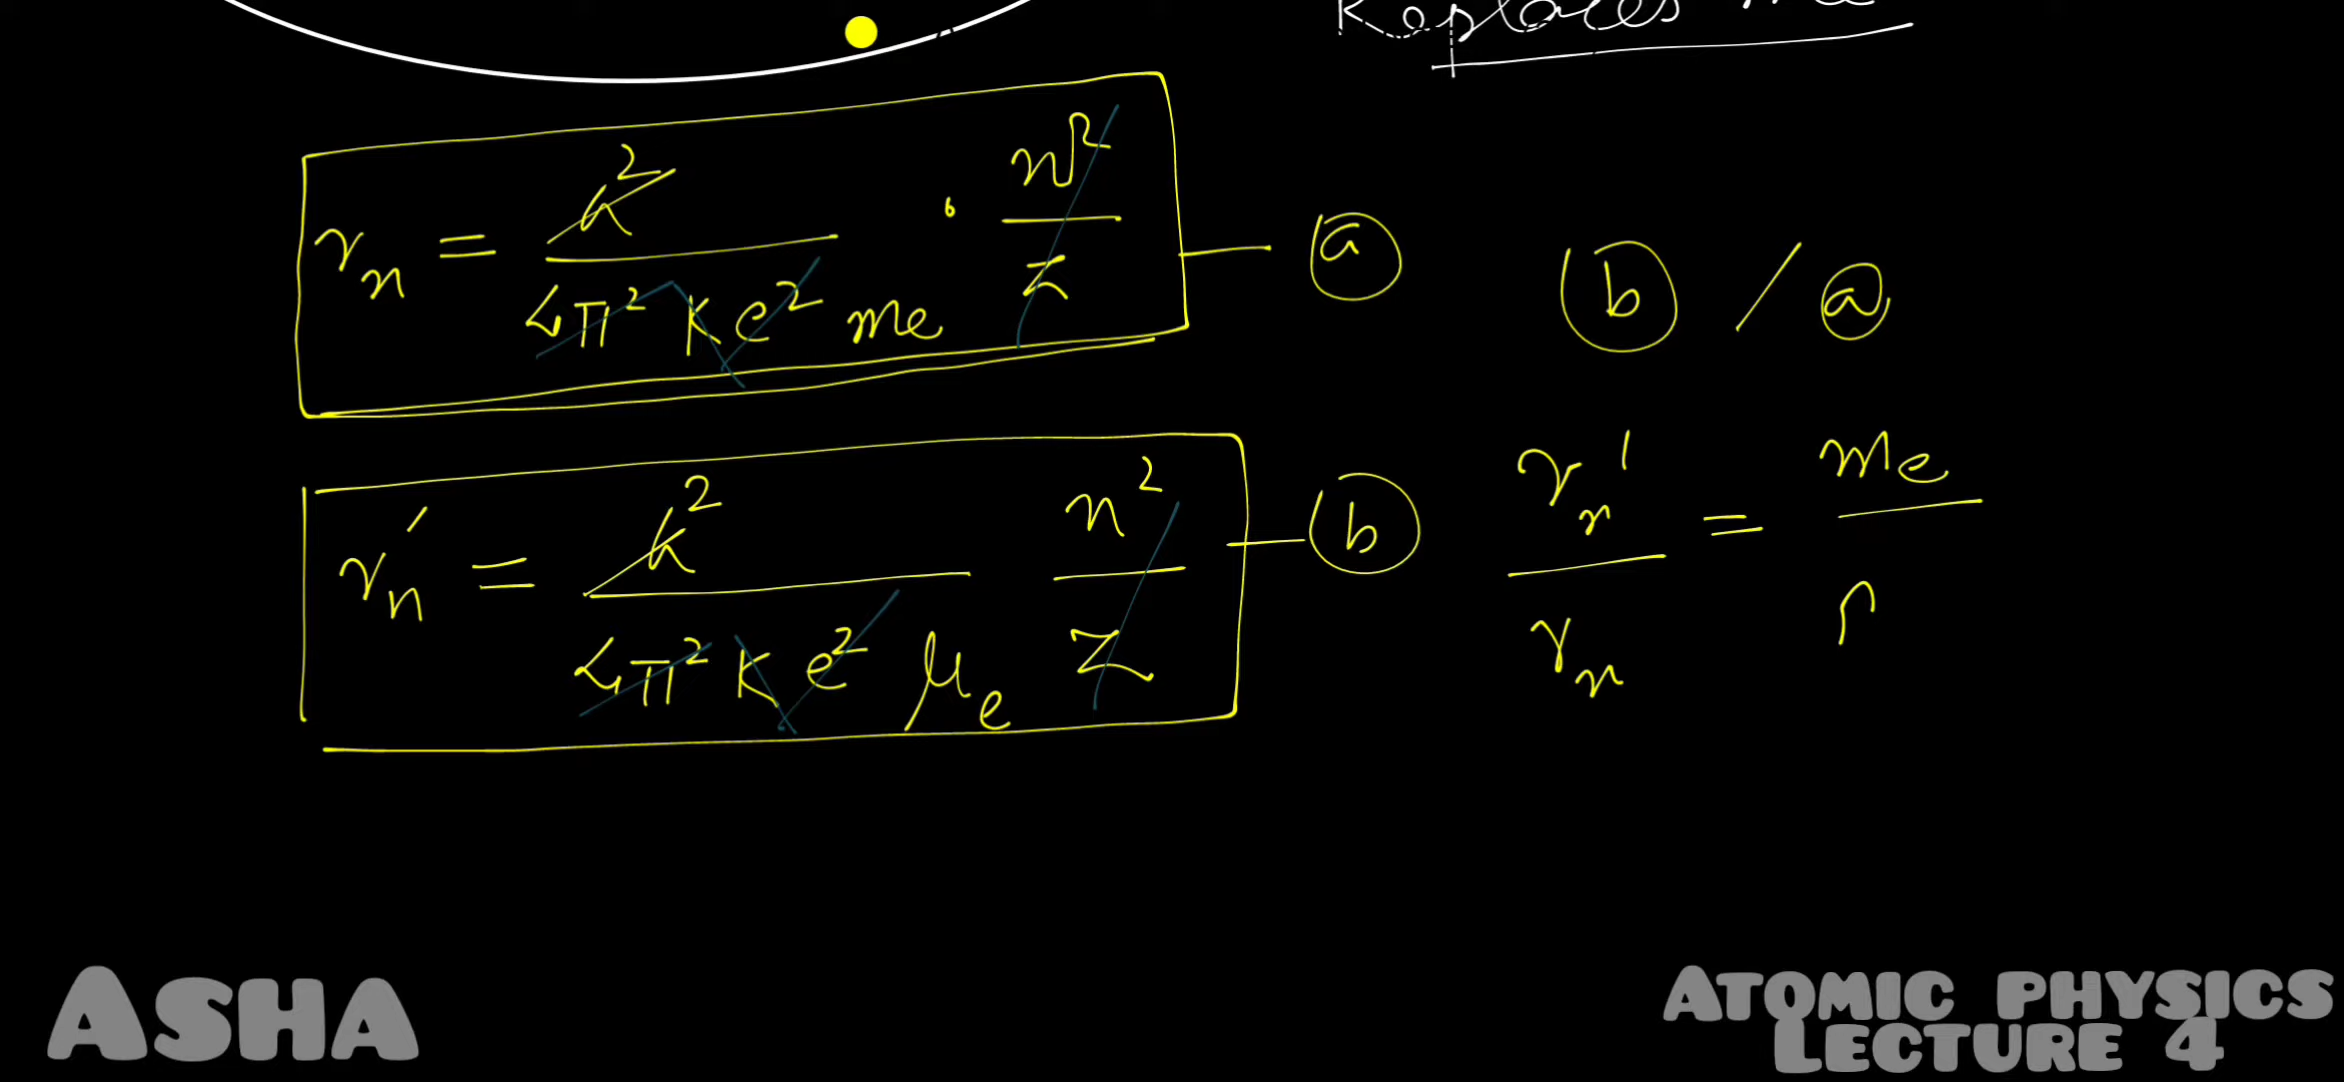 Replaces
rₙ = h² / 4π² K e² mₑ · n² / Z — ⓐ
ⓑ / ⓐ
rₙ' = h² / 4π² K e² μₑ n² / Z — ⓑ
rₙ' / rₙ = mₑ /
ASHA
ATOMIC PHYSICS
LECTURE 4